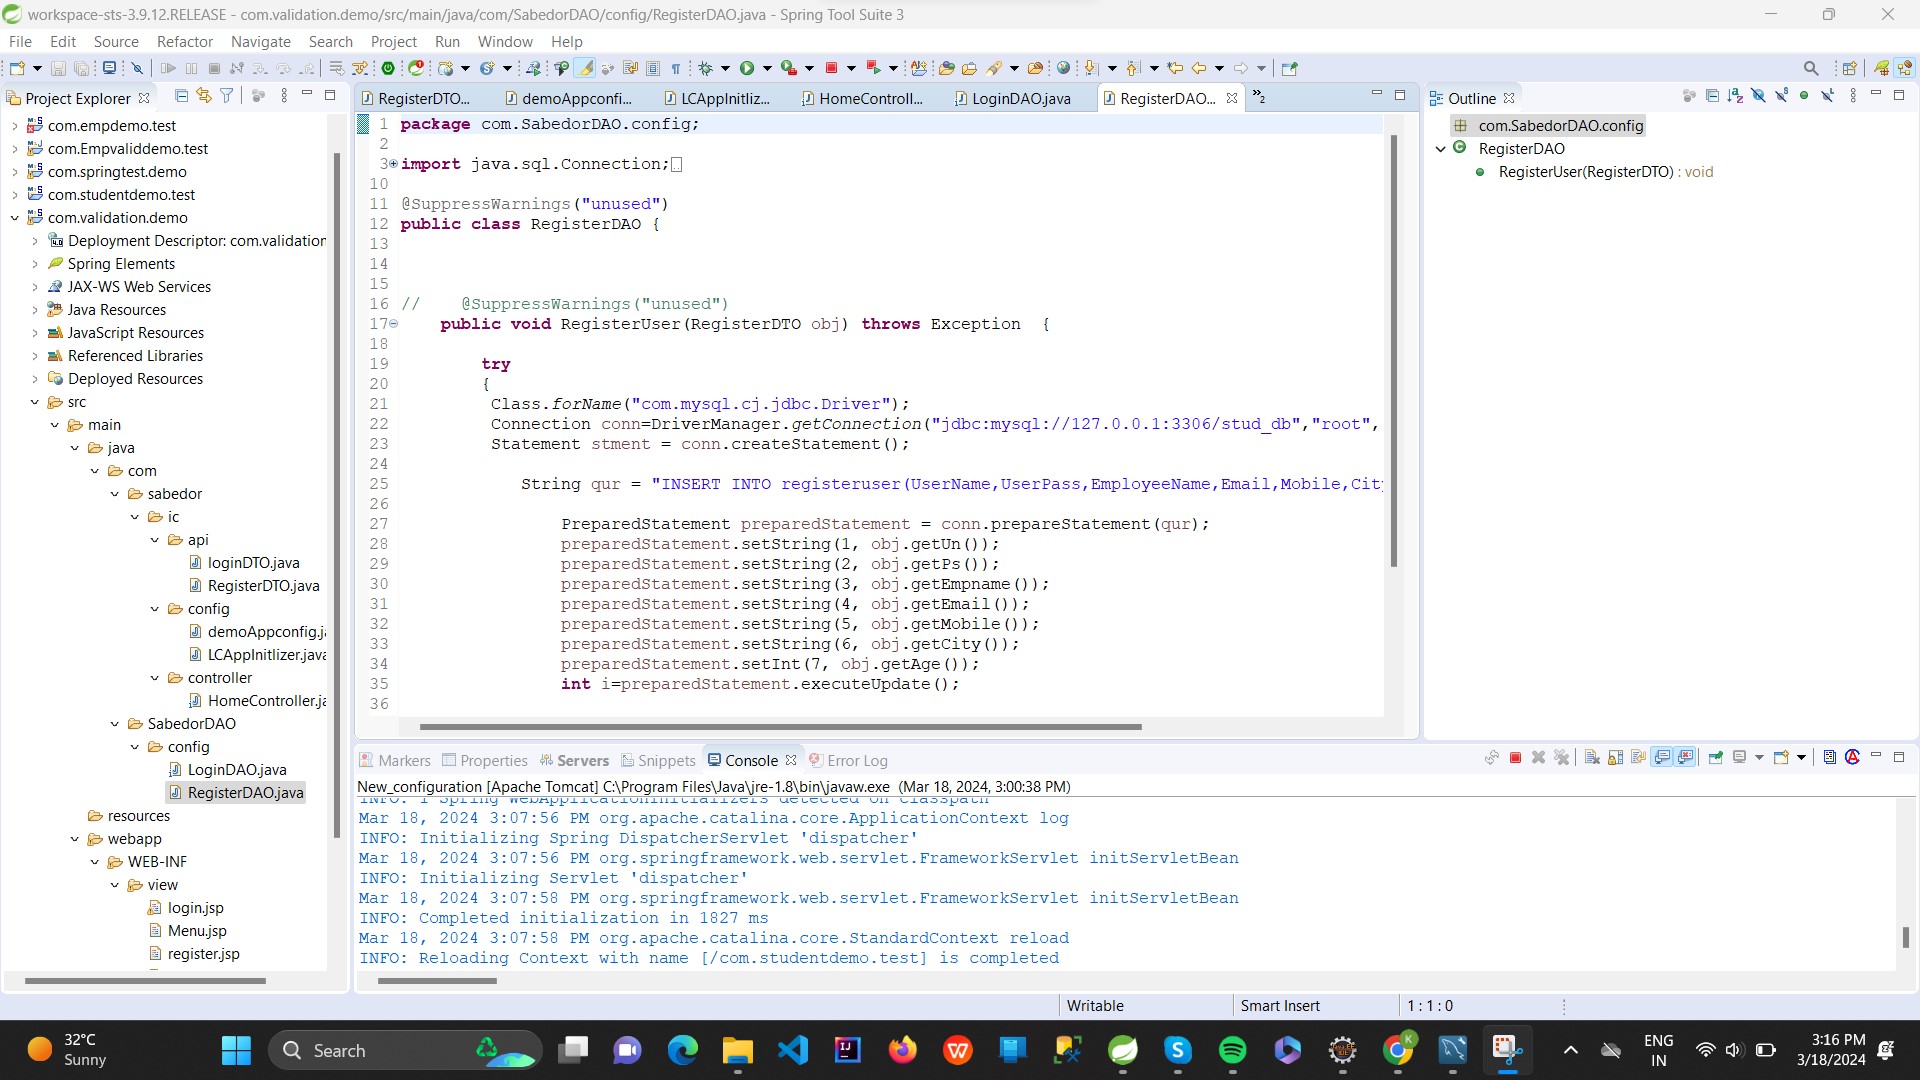 workspace-sts-3.9.12.RELEASE - com.validation.demo/src/main/java/com/SabedorDAO/config/RegisterDAO.java - Spring Tool Suite 3
File Edit Source Refactor Navigate Search Project Run Window Help
Project Explorer
com.empdemo.test
com.Empvaliddemo.test
com.springtest.demo
com.studentdemo.test
com.validation.demo
Deployment Descriptor: com.validation
Spring Elements
JAX-WS Web Services
Java Resources
JavaScript Resources
Referenced Libraries
Deployed Resources
src
main
java
com
sabedor
ic
api
loginDTO.java
RegisterDTO.java
config
demoAppconfig.j
LCAppInitlizer.java
controller
HomeController.ja
SabedorDAO
config
LoginDAO.java
RegisterDAO.java
resources
webapp
WEB-INF
view
login.jsp
Menu.jsp
register.jsp
RegisterDTO... demoAppconfi... LCAppInitliz... HomeControll... LoginDAO.java RegisterDAO... »2
1 package com.SabedorDAO.config;
2
3 import java.sql.Connection;
10
11 @SuppressWarnings("unused")
12 public class RegisterDAO {
13
14
15
16 // @SuppressWarnings("unused")
17 public void RegisterUser(RegisterDTO obj) throws Exception {
18
19 try
20 {
21 Class.forName("com.mysql.cj.jdbc.Driver");
22 Connection conn=DriverManager.getConnection("jdbc:mysql://127.0.0.1:3306/stud_db","root",
23 Statement stment = conn.createStatement();
24
25 String qur = "INSERT INTO registeruser(UserName,UserPass,EmployeeName,Email,Mobile,City
26
27 PreparedStatement preparedStatement = conn.prepareStatement(qur);
28 preparedStatement.setString(1, obj.getUn());
29 preparedStatement.setString(2, obj.getPs());
30 preparedStatement.setString(3, obj.getEmpname());
31 preparedStatement.setString(4, obj.getEmail());
32 preparedStatement.setString(5, obj.getMobile());
33 preparedStatement.setString(6, obj.getCity());
34 preparedStatement.setInt(7, obj.getAge());
35 int i=preparedStatement.executeUpdate();
36
Outline
com.SabedorDAO.config
RegisterDAO
RegisterUser(RegisterDTO) : void
Markers Properties Servers Snippets Console Error Log
New_configuration [Apache Tomcat] C:\Program Files\Java\jre-1.8\bin\javaw.exe (Mar 18, 2024, 3:00:38 PM)
INFO: 1 Spring WebApplicationInitializers detected on classpath
Mar 18, 2024 3:07:56 PM org.apache.catalina.core.ApplicationContext log
INFO: Initializing Spring DispatcherServlet 'dispatcher'
Mar 18, 2024 3:07:56 PM org.springframework.web.servlet.FrameworkServlet initServletBean
INFO: Initializing Servlet 'dispatcher'
Mar 18, 2024 3:07:58 PM org.springframework.web.servlet.FrameworkServlet initServletBean
INFO: Completed initialization in 1827 ms
Mar 18, 2024 3:07:58 PM org.apache.catalina.core.StandardContext reload
INFO: Reloading Context with name [/com.studentdemo.test] is completed
Writable Smart Insert 1 : 1 : 0
32°C
Sunny
Search
ENG
IN
3:16 PM
3/18/2024